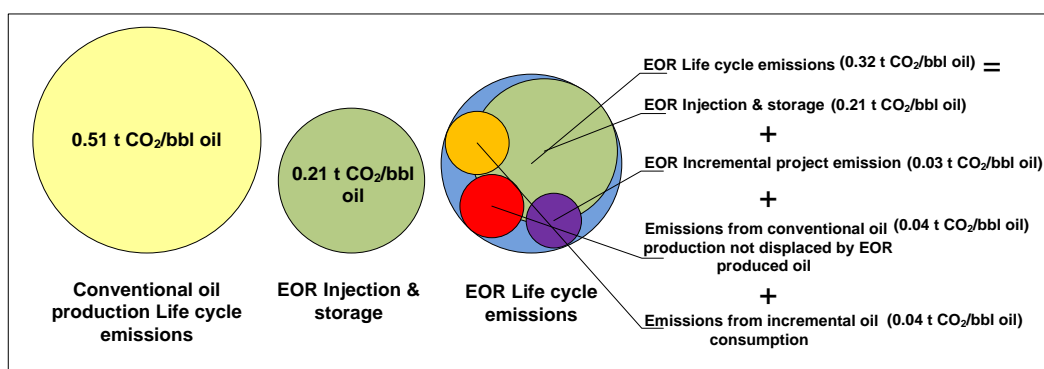 0.51 t CO₂/bbl oil
Conventional oil
production Life cycle
emissions
0.21 t CO₂/bbl
oil
EOR Injection &
storage
EOR Life cycle
emissions
EOR Life cycle emissions (0.32 t CO₂/bbl oil) =
EOR Injection & storage (0.21 t CO₂/bbl oil)
+
EOR Incremental project emission (0.03 t CO₂/bbl oil)
+
Emissions from conventional oil (0.04 t CO₂/bbl oil)
production not displaced by EOR
produced oil
+
Emissions from incremental oil (0.04 t CO₂/bbl oil)
consumption